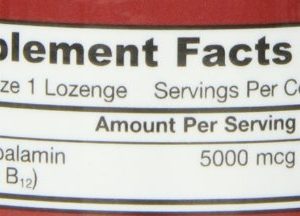 plement Facts
ze 1 Lozenge Servings Per Co
Amount Per Serving
balamin 5000 mcg
B12)